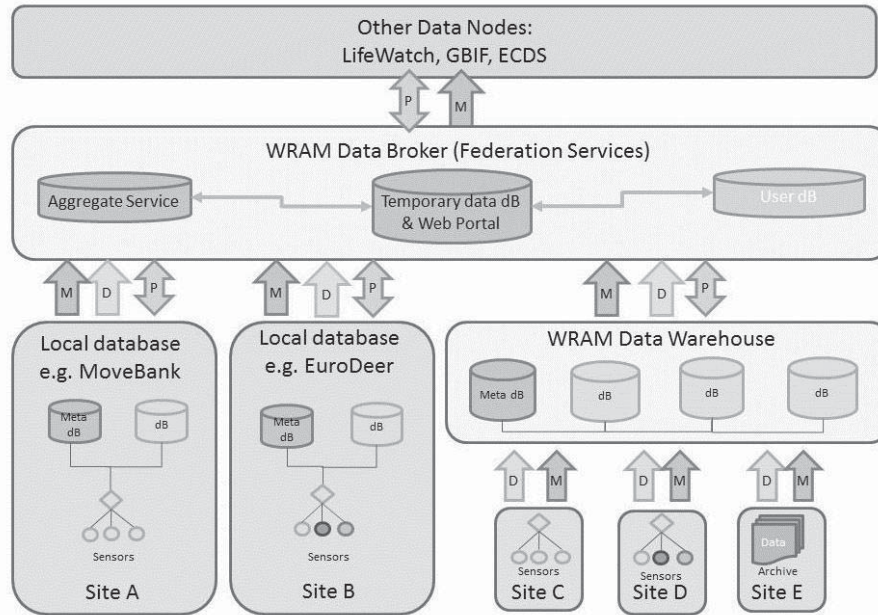 Other Data Nodes:
LifeWatch, GBIF, ECDS
P
M
WRAM Data Broker (Federation Services)
Aggregate Service
Temporary data dB
& Web Portal
User dB
M
D
P
M
D
P
M
D
P
Local database
e.g. MoveBank
Meta
dB
dB
Sensors
Site A
Local database
e.g. EuroDeer
Meta
dB
dB
Sensors
Site B
WRAM Data Warehouse
Meta dB
dB
dB
dB
D
M
D
M
D
M
Sensors
Site C
Sensors
Site D
Data
Archive
Site E